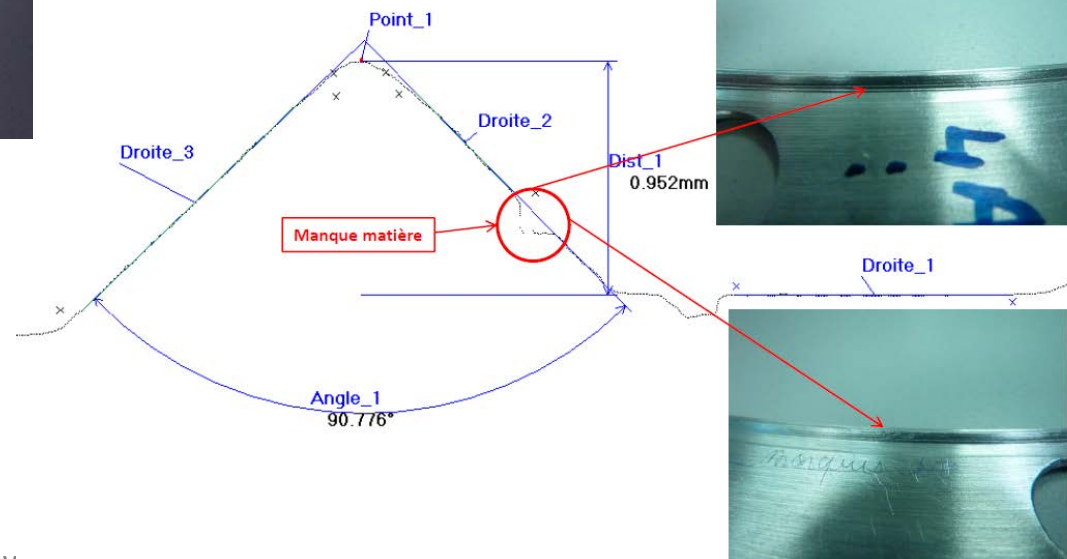 Point_1
Droite_2
Droite_3
Dist_1
0.952mm
Manque matière
Droite_1
Angle_1
90.776°